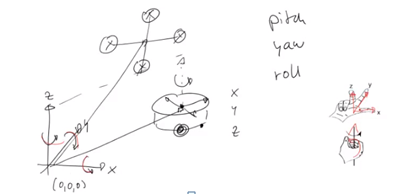 pitch
yaw
roll
X
Y
Z
Z
Y
X
(0,0,0)
z
y
x